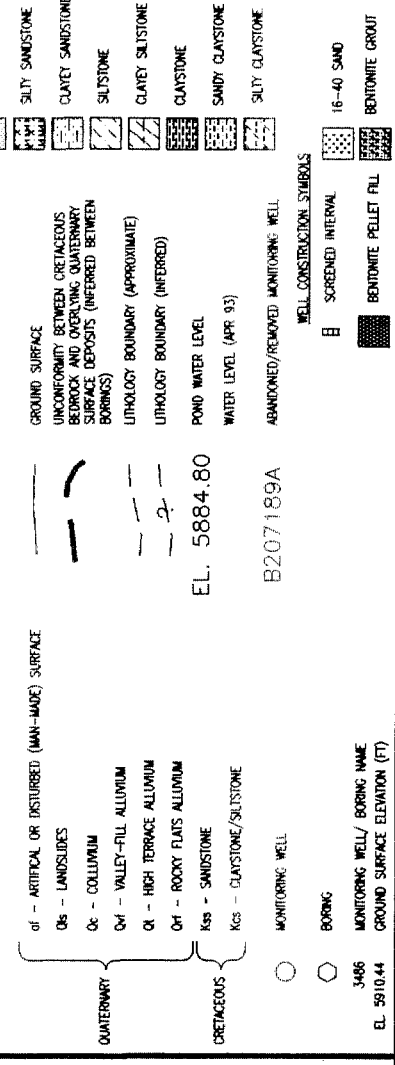 QUATERNARY
af - ARTIFICAL OR DISTURBED (MAN-MADE) SURFACE
Qls - LANDSLIDES
Qc - COLLUVIUM
Qvf - VALLEY-FILL ALLUVIUM
Qt - HIGH TERRACE ALLUVIUM
Qrf - ROCKY FLATS ALLUVIUM
CRETACEOUS
Kss - SANDSTONE
Kcs - CLAYSTONE/SILTSTONE
MONITORING WELL
BORING
3486 MONITORING WELL/ BORING NAME
EL 5910.44 GROUND SURFACE ELEVATION (FT)
GROUND SURFACE
UNCONFORMITY BETWEEN CRETACEOUS
BEDROCK AND OVERLYING QUATERNARY
SURFACE DEPOSITS (INFERRED BETWEEN
BORINGS)
LITHOLOGY BOUNDARY (APPROXIMATE)
? LITHOLOGY BOUNDARY (INFERRED)
EL. 5884.80 POND WATER LEVEL
WATER LEVEL (APR 93)
B207189A ABANDONED/REMOVED MONITORING WELL
SILTY SANDSTONE
CLAYEY SANDSTONE
SILTSTONE
CLAYEY SILTSTONE
CLAYSTONE
SANDY CLAYSTONE
SILTY CLAYSTONE
WELL CONSTRUCTION SYMBOLS
SCREENED INTERVAL
16-40 SAND
BENTONITE PELLET FILL
BENTONITE GROUT